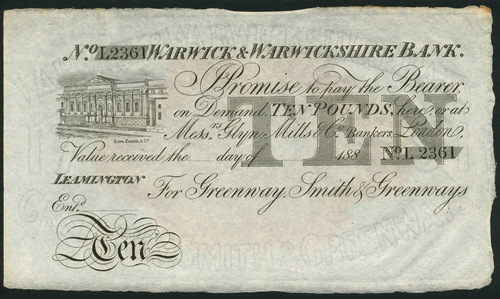 No. L2361 WARWICK & WARWICKSHIRE BANK.
I Promise to pay the Bearer,
on Demand, TEN POUNDS, here, or at
Messrs. Glyn, Mills & Co. Bankers, London,
Value received the day of 188 No. L 2361
TEN
LEAMINGTON For Greenway, Smith & Greenways
Entd.
Ten